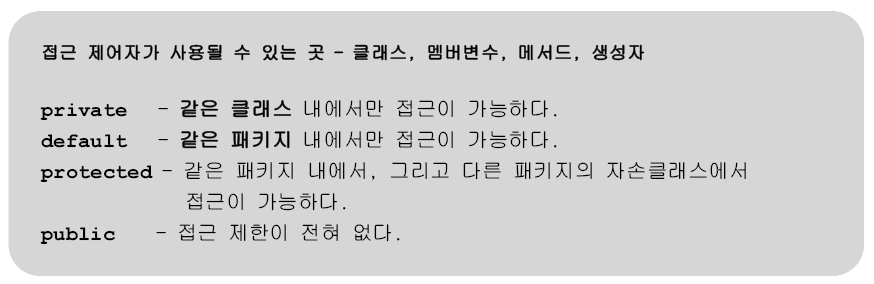 접근 제어자가 사용될 수 있는 곳 - 클래스, 멤버변수, 메서드, 생성자
private - 같은 클래스 내에서만 접근이 가능하다.
default - 같은 패키지 내에서만 접근이 가능하다.
protected - 같은 패키지 내에서, 그리고 다른 패키지의 자손클래스에서
접근이 가능하다.
public - 접근 제한이 전혀 없다.